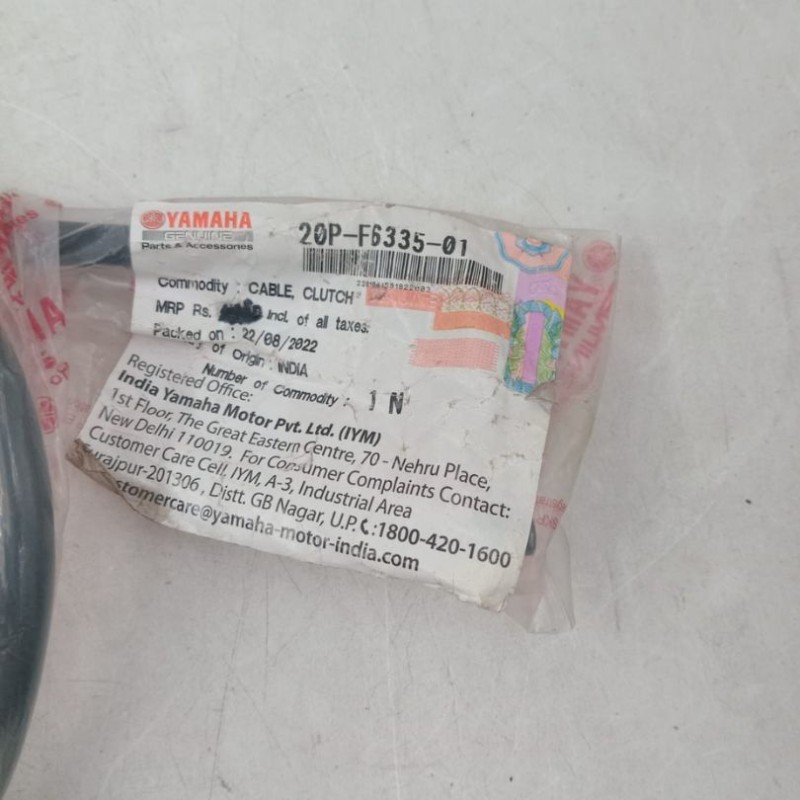 YAMAHA
GENUINE
Parts & Accessories
20P-F6335-01
Commodity : CABLE, CLUTCH
MRP Rs. Incl. of all taxes.
Packed on : 22/08/2022
of Origin : INDIA
Number of Commodity : 1 N
Registered Office:
India Yamaha Motor Pvt. Ltd. (IYM)
1st Floor, The Great Eastern Centre, 70 - Nehru Place,
New Delhi 110019. For Consumer Complaints Contact:
Customer Care Cell, IYM, A-3, Industrial Area
urajpur-201306, Distt. GB Nagar, U.P. :1800-420-1600
stomercare@yamaha-motor-india.com